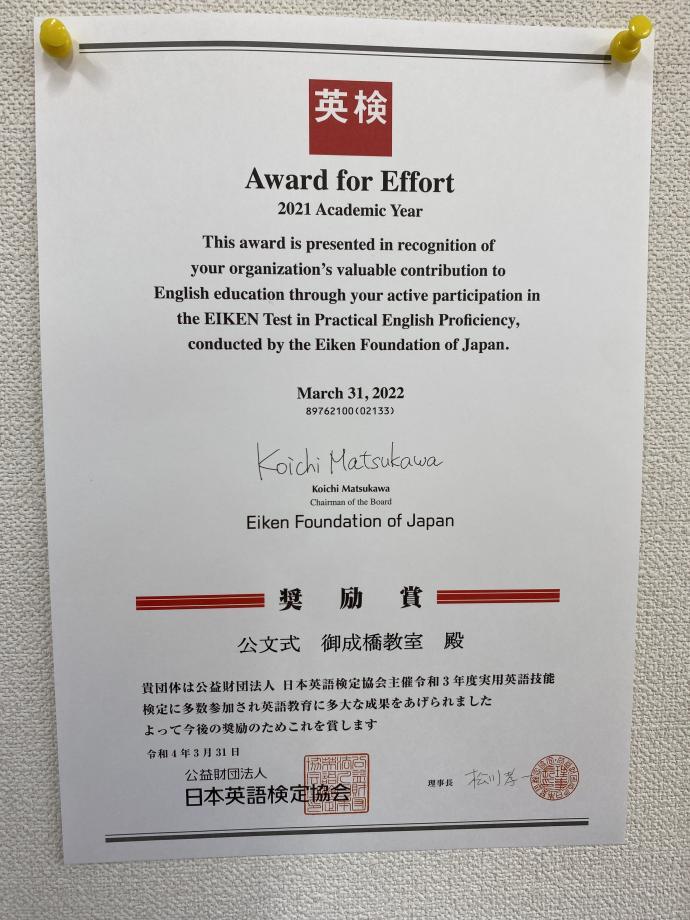 英検
Award for Effort
2021 Academic Year
This award is presented in recognition of
your organization's valuable contribution to
English education through your active participation in
the EIKEN Test in Practical English Proficiency,
conducted by the Eiken Foundation of Japan.
March 31, 2022
89762100(02133)
Koichi Matsukawa
Koichi Matsukawa
Chairman of the Board
Eiken Foundation of Japan
奨励賞
公文式 御成橋教室 殿
貴団体は公益財団法人 日本英語検定協会主催令和3年度実用英語技能
検定に多数参加され英語教育に多大な成果をあげられました
よって今後の奨励のためこれを賞します
令和4年3月31日
公益財団法人
日本英語検定協会
理事長 松川孝一